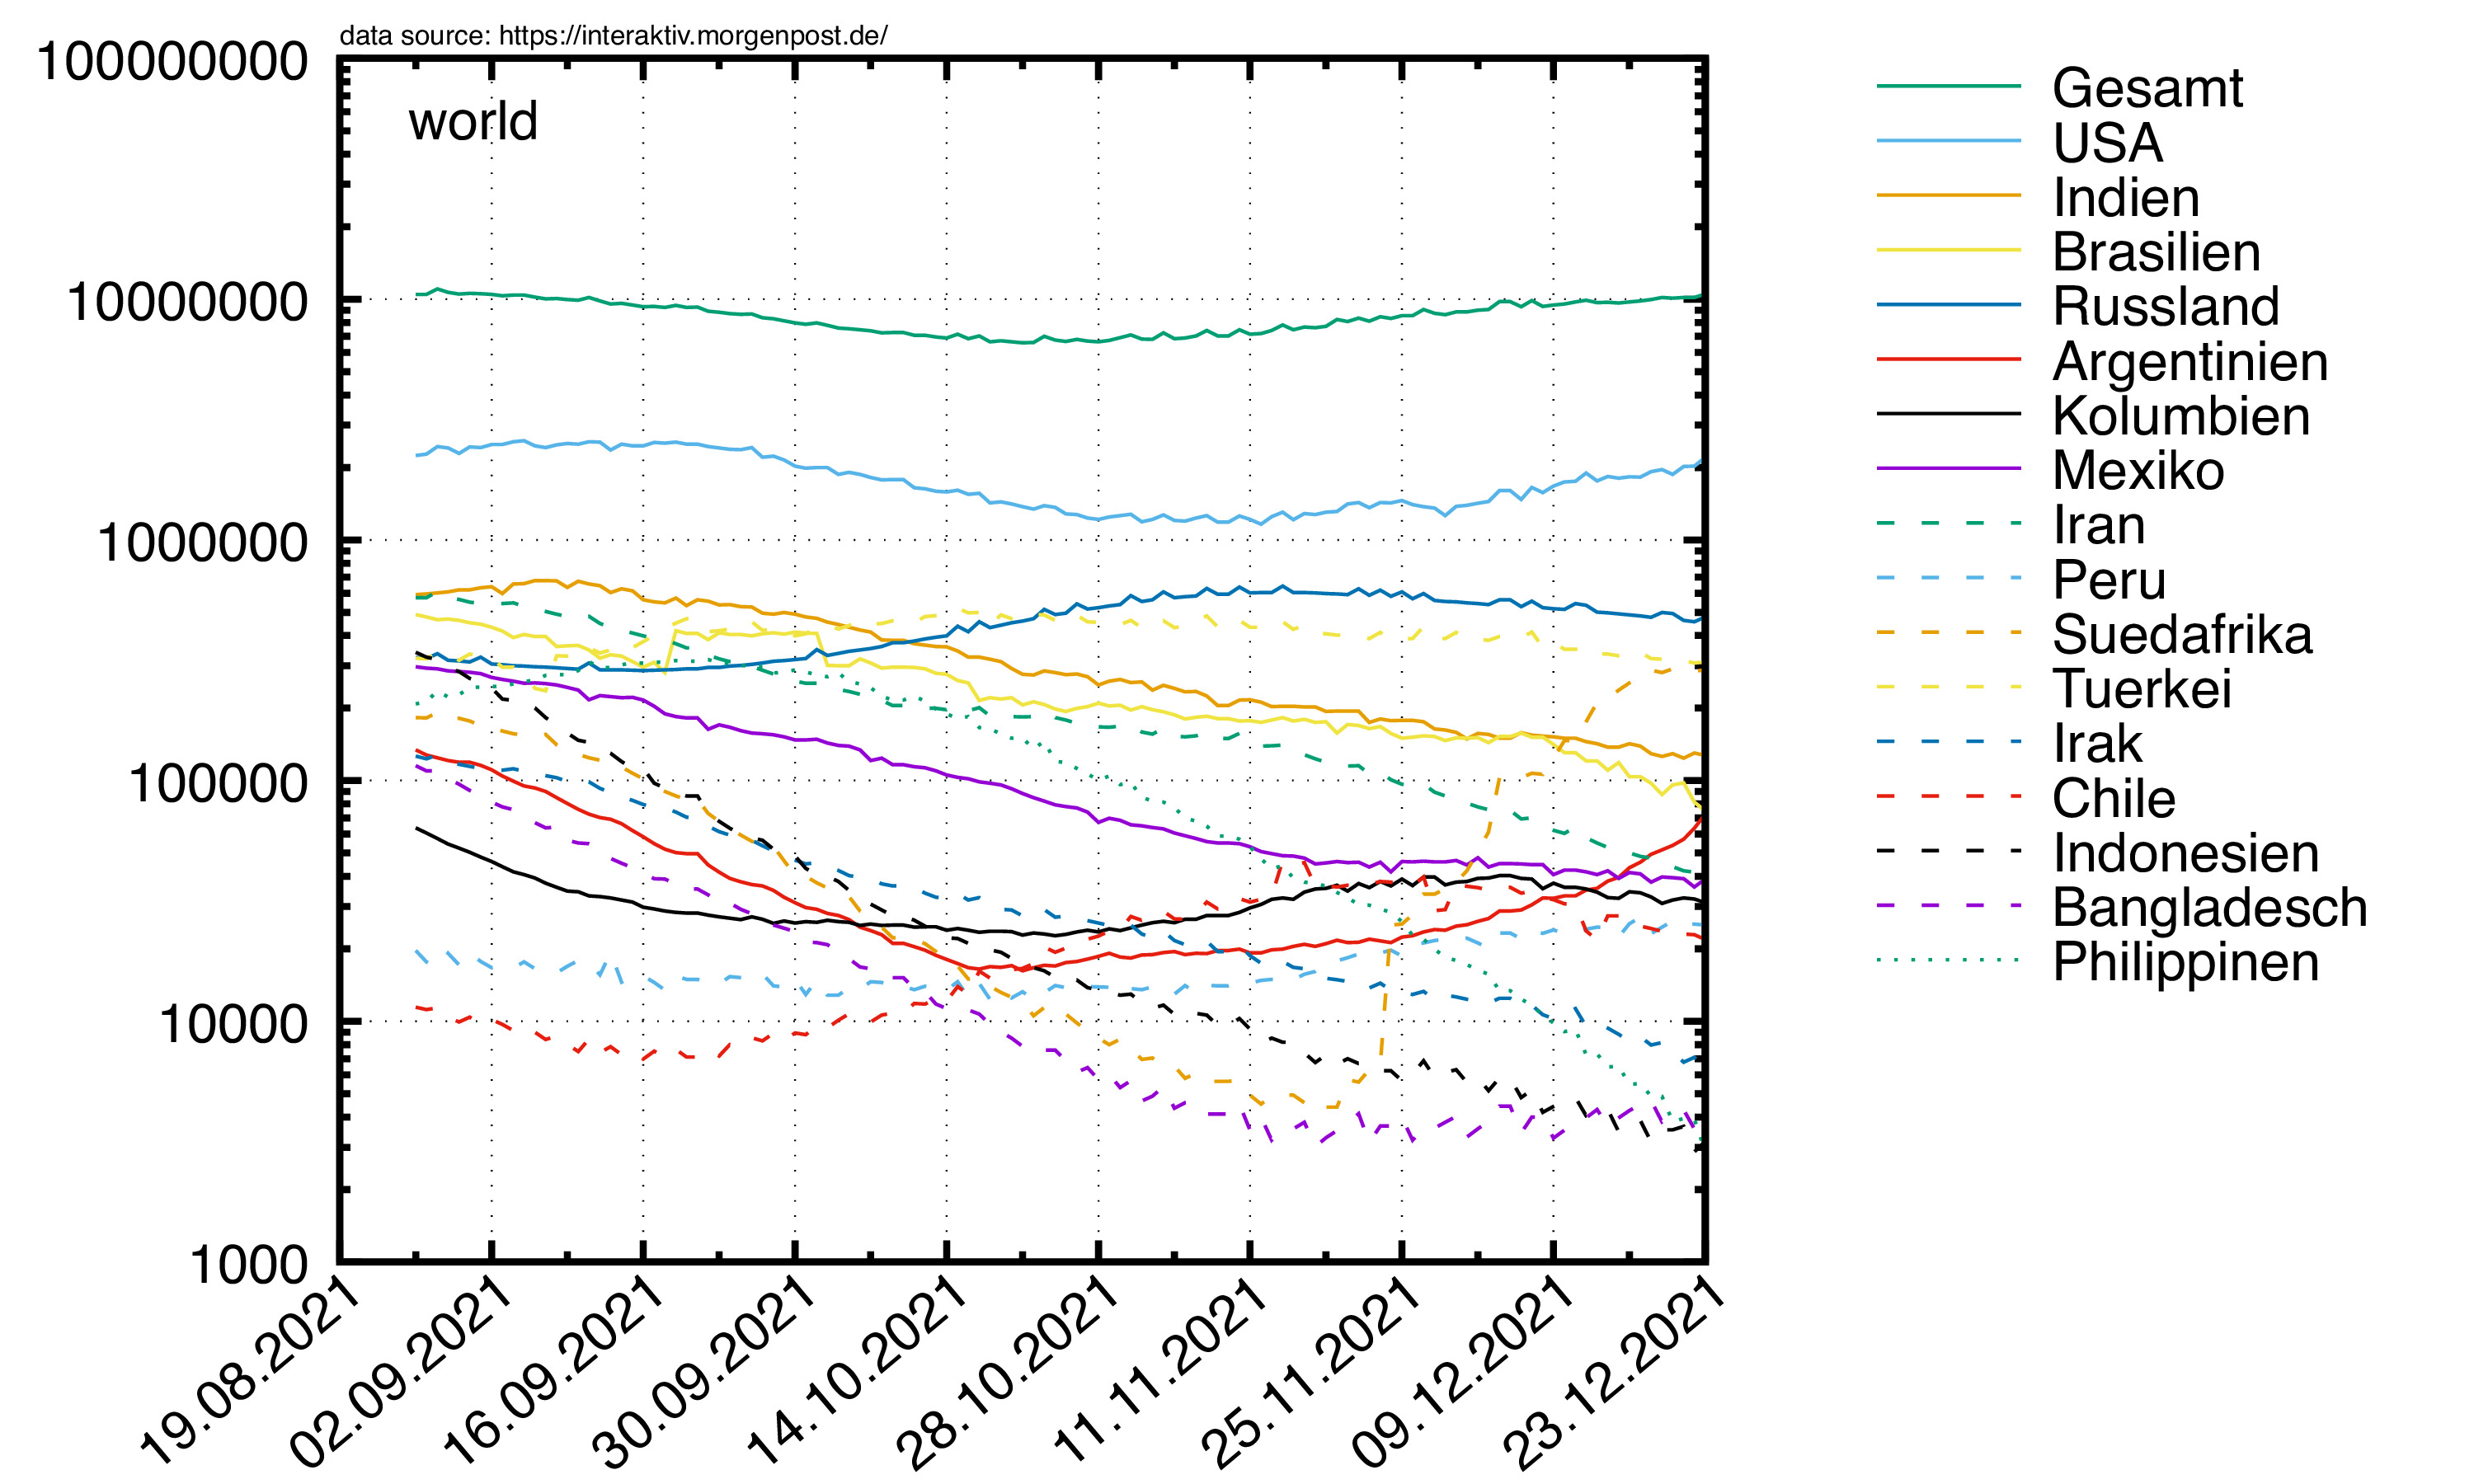 data source: https://interaktiv.morgenpost.de/
world
100000000
10000000
1000000
100000
10000
1000
19.08.2021
02.09.2021
16.09.2021
30.09.2021
14.10.2021
28.10.2021
11.11.2021
25.11.2021
09.12.2021
23.12.2021
Gesamt
USA
Indien
Brasilien
Russland
Argentinien
Kolumbien
Mexiko
Iran
Peru
Suedafrika
Tuerkei
Irak
Chile
Indonesien
Bangladesch
Philippinen